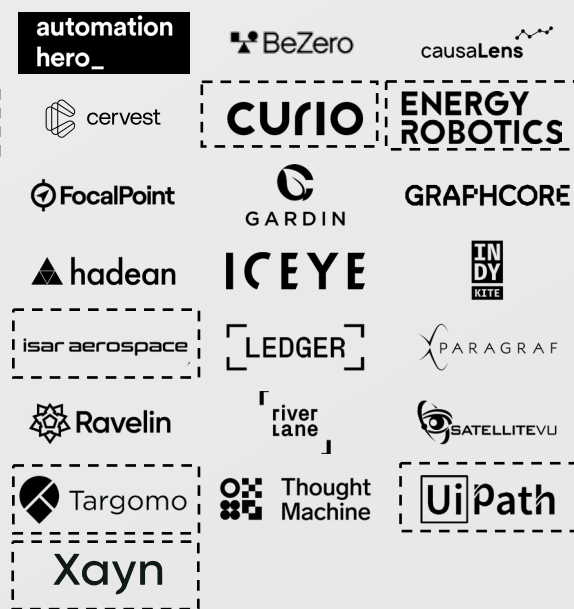 automation
hero_
BeZero
causaLens
cervest
CURIO
ENERGY
ROBOTICS
FocalPoint
GARDIN
GRAPHCORE
hadean
ICEYE
IN
DY
KITE
isar aerospace
LEDGER
PARAGRAF
Ravelin
river
lane
SATELLITEVU
Targomo
Thought
Machine
UiPath
Xayn